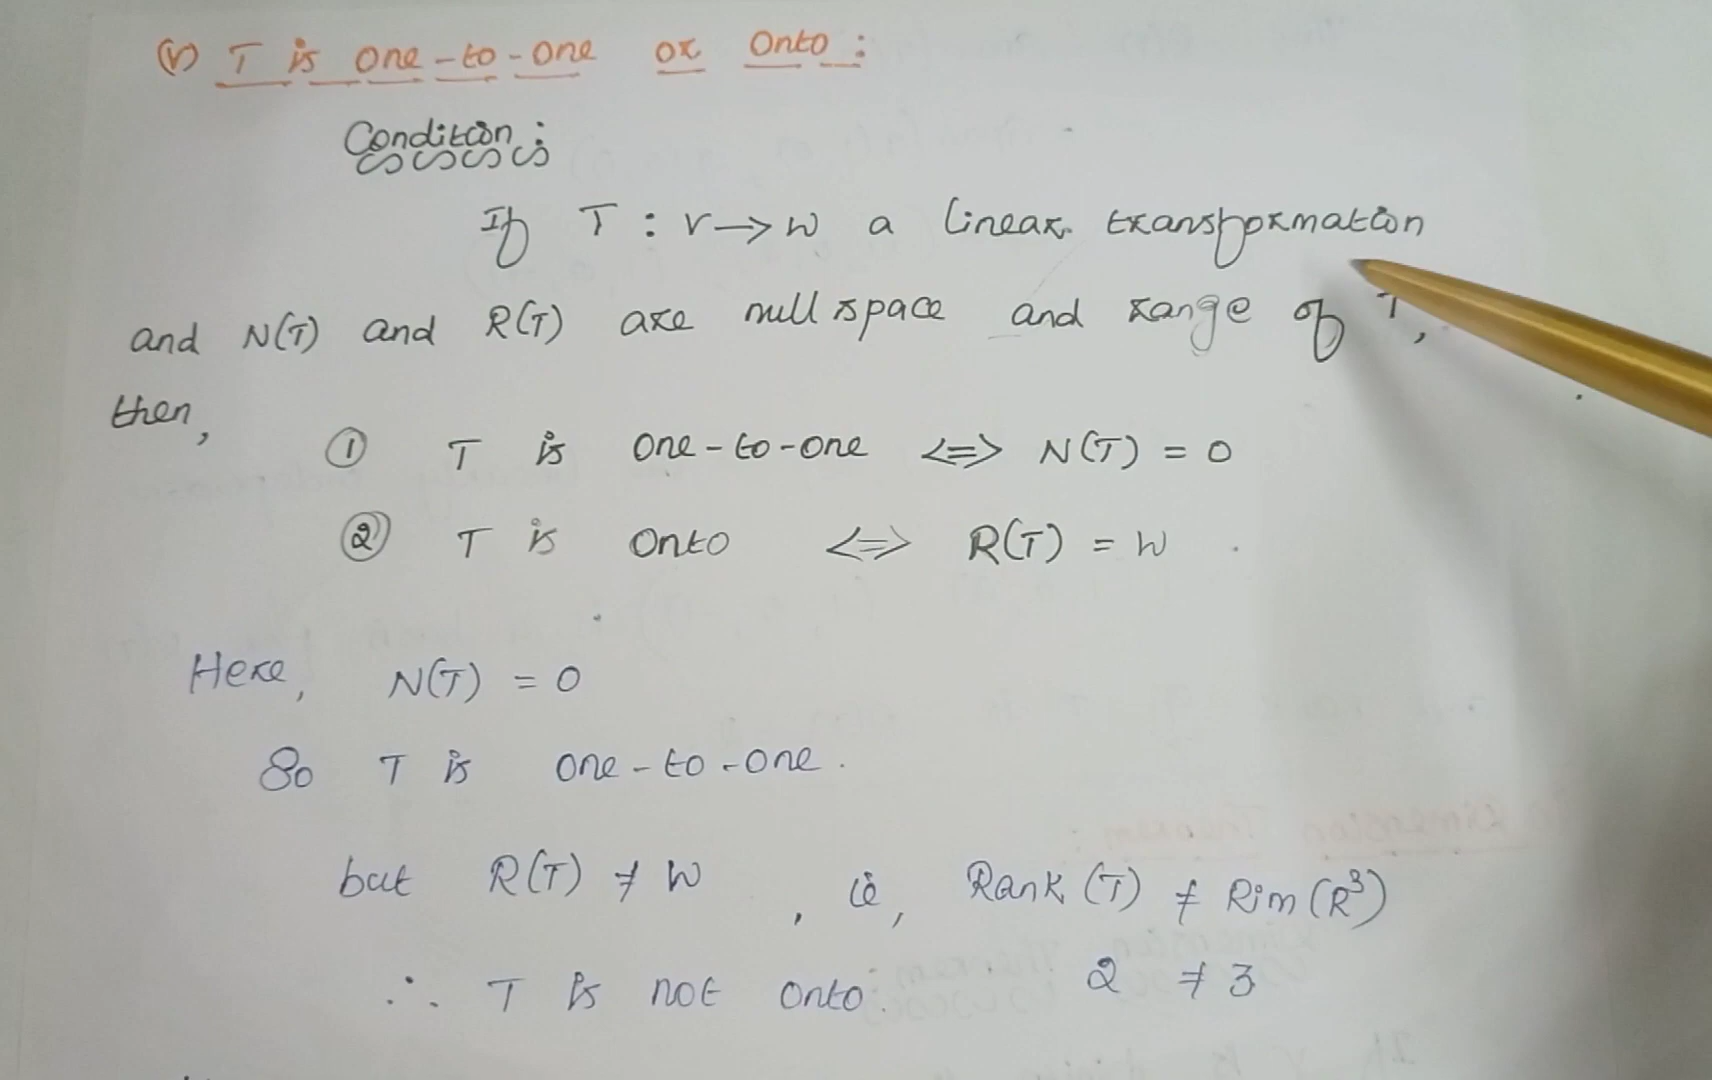 (v) T is one-to-one or Onto :
Condition :
If T : V → W a linear transformation
and N(T) and R(T) are null space and range of T,
then,
① T is one-to-one <=> N(T) = 0
② T is Onto <=> R(T) = W
Here, N(T) = 0
So T is one-to-one.
but R(T) ≠ W, ie, Rank (T) ≠ Dim (R³)
∴ T is not onto. 2 ≠ 3